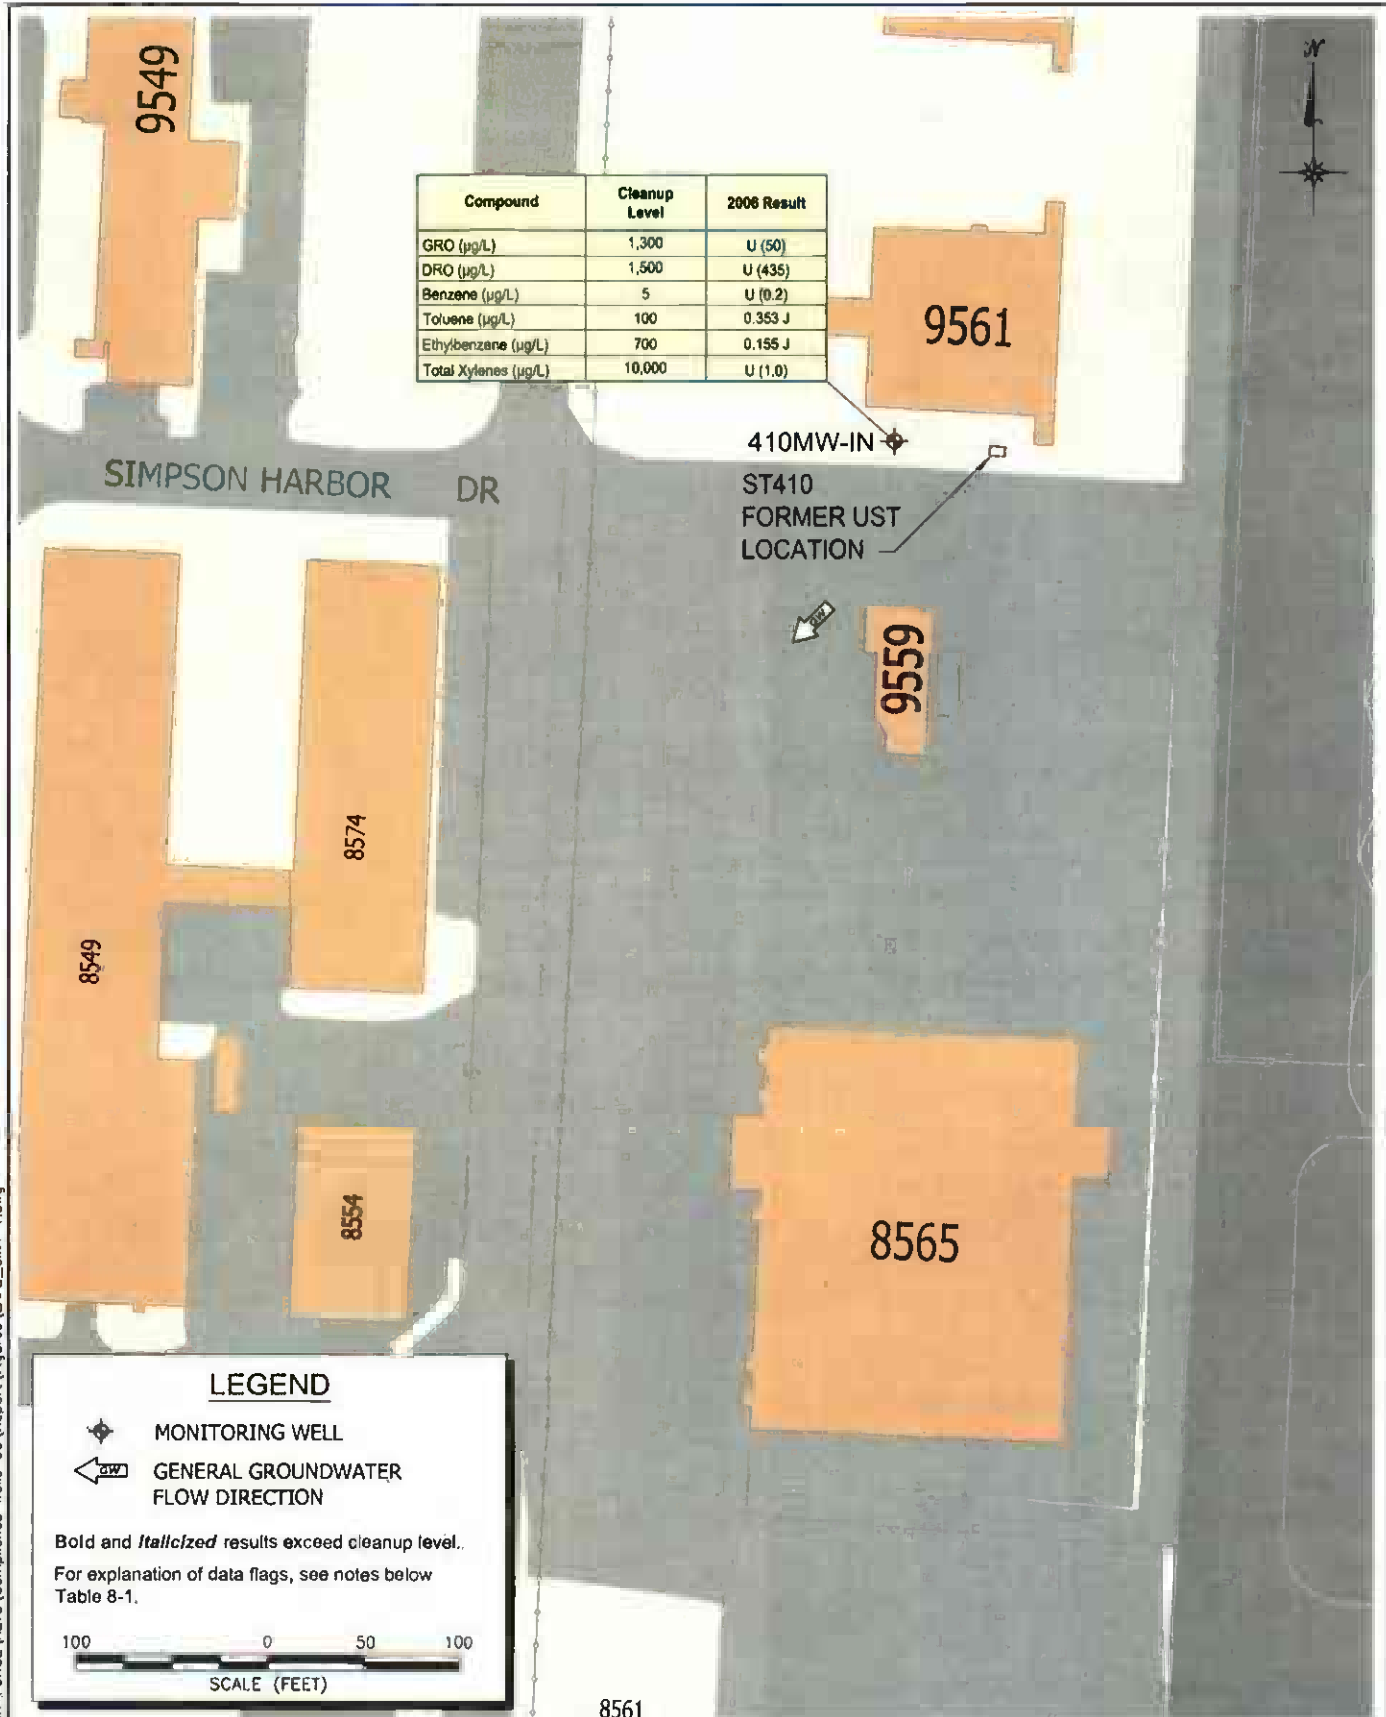 N
9549
Compound Cleanup Level 2006 Result
GRO (µg/L) 1,300 U (50)
DRO (µg/L) 1,500 U (435)
Benzene (µg/L) 5 U (0.2)
Toluene (µg/L) 100 0.353 J
Ethylbenzene (µg/L) 700 0.155 J
Total Xylenes (µg/L) 10,000 U (1.0)
9561
410MW-IN
SIMPSON HARBOR DR
ST410
FORMER UST
LOCATION
GW
9559
8574
8549
8554
8565
LEGEND
MONITORING WELL
GW
GENERAL GROUNDWATER
FLOW DIRECTION
Bold and Italicized results exceed cleanup level.
For explanation of data flags, see notes below
Table 8-1.
100 0 50 100
SCALE (FEET)
8561